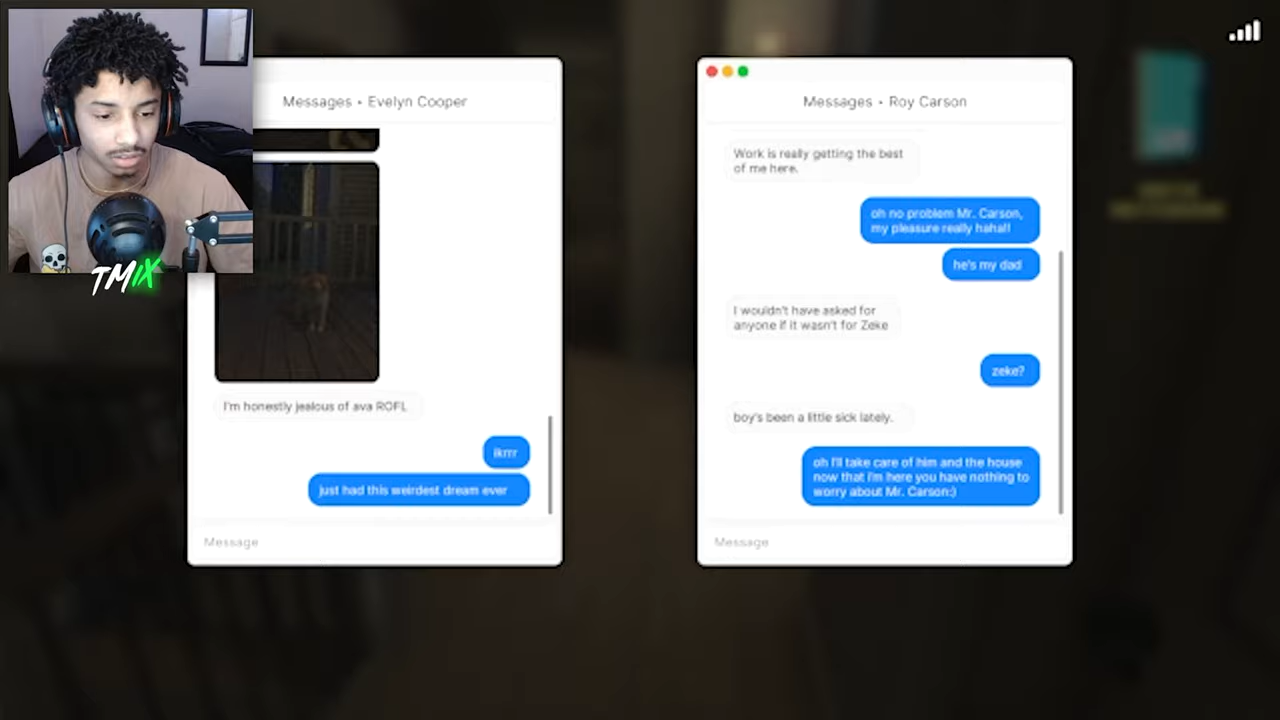 Messages • Evelyn Cooper
I'm honestly jealous of ava ROFL
ikrrr
just had this weirdest dream ever
Message
TMIX
Messages • Roy Carson
Work is really getting the best
of me here.
oh no problem Mr. Carson,
my pleasure really haha!!
he's my dad
I wouldn't have asked for
anyone if it wasn't for Zeke
zeke?
boy's been a little sick lately.
oh I'll take care of him and the house
now that I'm here you have nothing to
worry about Mr. Carson:)
Message